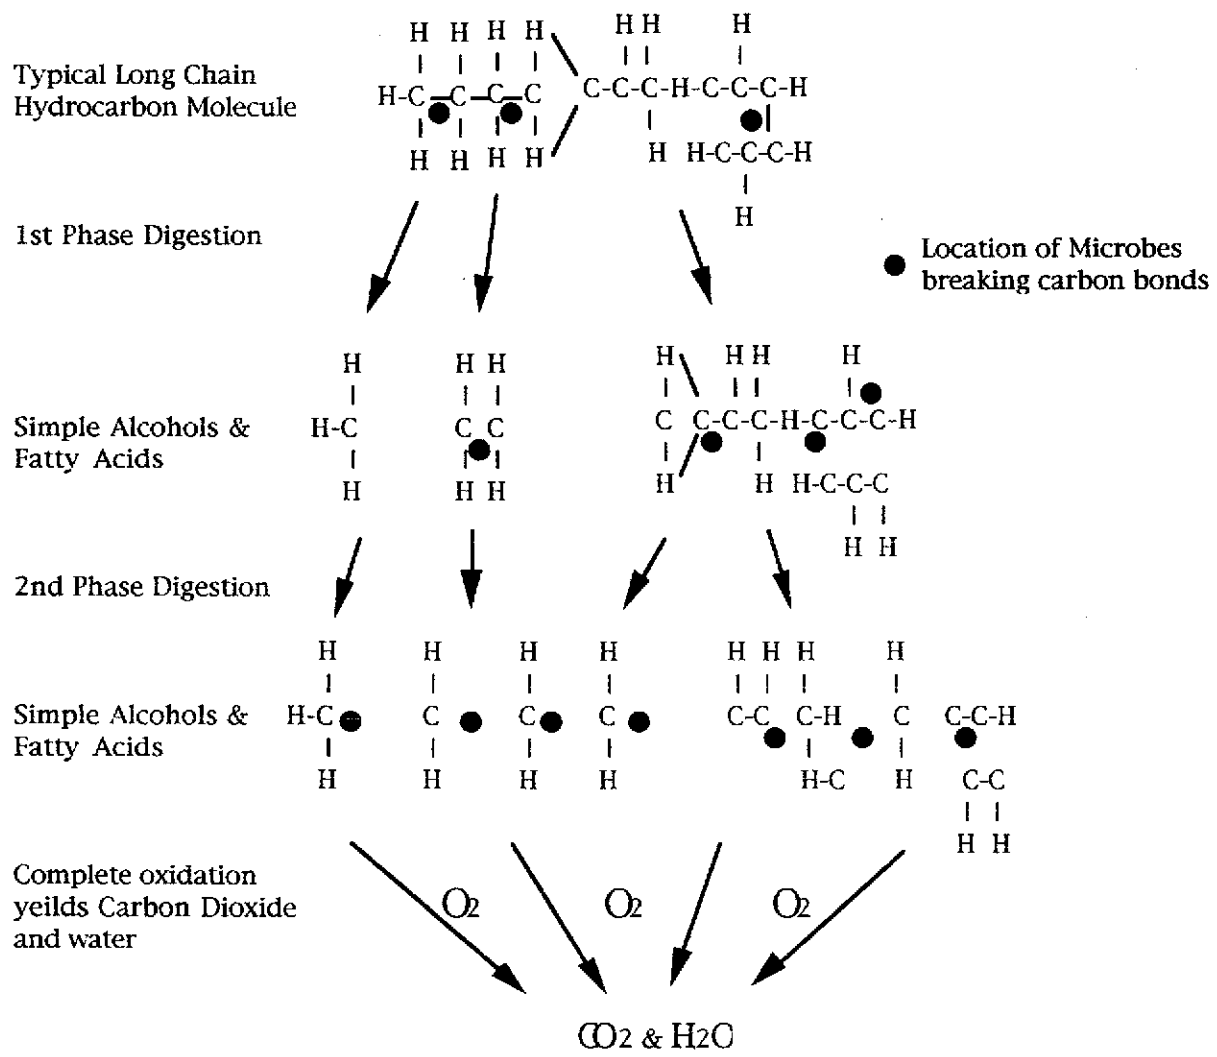 H H H H H H H
Typical Long Chain
Hydrocarbon Molecule
H-C-C-C-C C-C-C-H-C-C-C-H
H H H H H H-C-C-C-H
H
1st Phase Digestion
Location of Microbes
breaking carbon bonds
H H H H H H H
Simple Alcohols &
Fatty Acids
H-C C C C C-C-C-H-C-C-C-H
H H H H H H-C-C-C
H H
2nd Phase Digestion
H H H H H H H H
Simple Alcohols &
Fatty Acids
H-C C C C C-C C-H C C-C-H
H H H H H-C H C-C
H H
Complete oxidation
yeilds Carbon Dioxide
and water
O2 O2 O2
CO2 & H2O